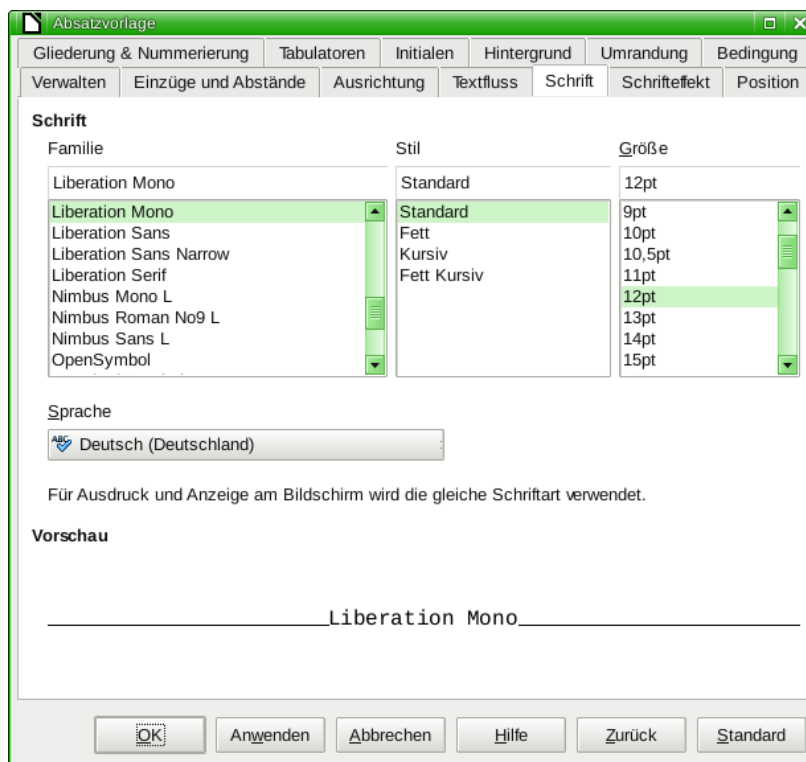 Absatzvorlage
Gliederung & Nummerierung Tabulatoren Initialen Hintergrund Umrandung Bedingung
Verwalten Einzüge und Abstände Ausrichtung Textfluss Schrift Schrifteffekt Position
Schrift
Familie Stil Größe
Liberation Mono Standard 12pt
Liberation Mono Standard 9pt
Liberation Sans Fett 10pt
Liberation Sans Narrow Kursiv 10,5pt
Liberation Serif Fett Kursiv 11pt
Nimbus Mono L 12pt
Nimbus Roman No9 L 13pt
Nimbus Sans L 14pt
OpenSymbol 15pt
Sprache
ABC Deutsch (Deutschland)
Für Ausdruck und Anzeige am Bildschirm wird die gleiche Schriftart verwendet.
Vorschau
Liberation Mono
OK Anwenden Abbrechen Hilfe Zurück Standard